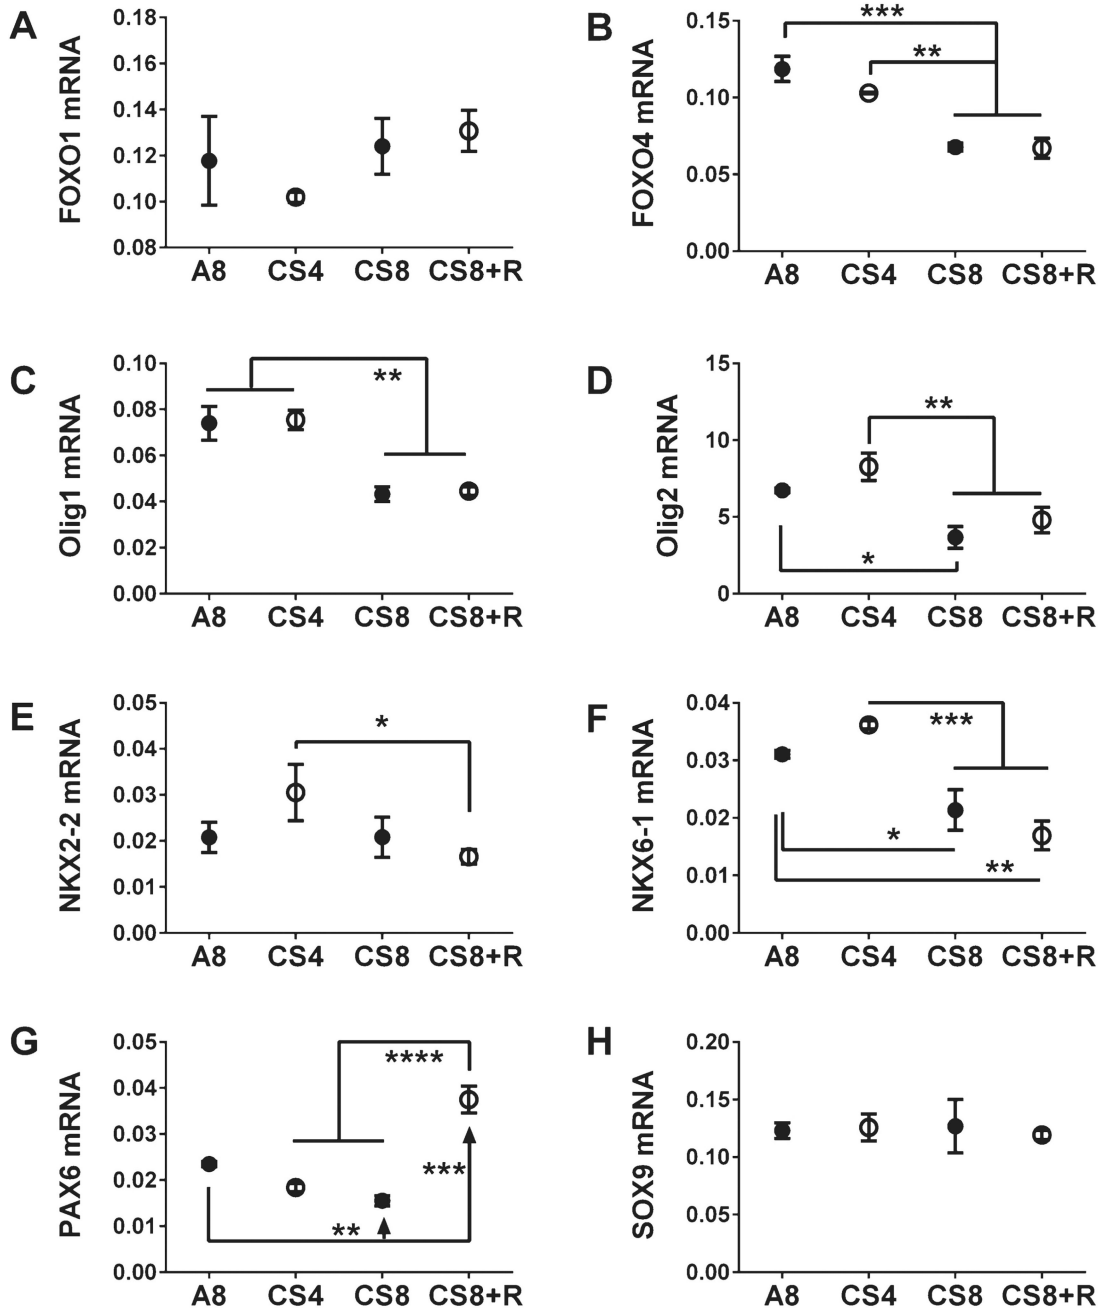 A
FOXO1 mRNA
0.18
0.16
0.14
0.12
0.10
0.08
A8 CS4 CS8 CS8+R
B
FOXO4 mRNA
0.15
0.10
0.05
0.00
***
**
A8 CS4 CS8 CS8+R
C
Olig1 mRNA
0.10
0.08
0.06
0.04
0.02
0.00
**
A8 CS4 CS8 CS8+R
D
Olig2 mRNA
15
10
5
0
**
*
A8 CS4 CS8 CS8+R
E
NKX2-2 mRNA
0.05
0.04
0.03
0.02
0.01
0.00
*
A8 CS4 CS8 CS8+R
F
NKX6-1 mRNA
0.04
0.03
0.02
0.01
0.00
***
*
**
A8 CS4 CS8 CS8+R
G
PAX6 mRNA
0.05
0.04
0.03
0.02
0.01
0.00
****
***
**
A8 CS4 CS8 CS8+R
H
SOX9 mRNA
0.20
0.15
0.10
0.05
0.00
A8 CS4 CS8 CS8+R